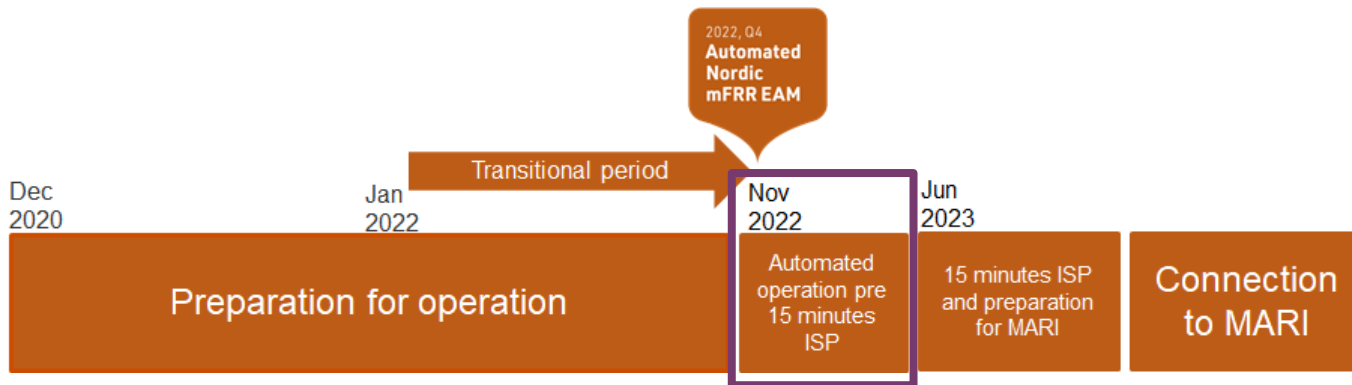 2022, Q4
Automated
Nordic
mFRR EAM
Transitional period
Dec
2020
Jan
2022
Nov
2022
Jun
2023
Preparation for operation
Automated
operation pre
15 minutes
ISP
15 minutes ISP
and preparation
for MARI
Connection
to MARI